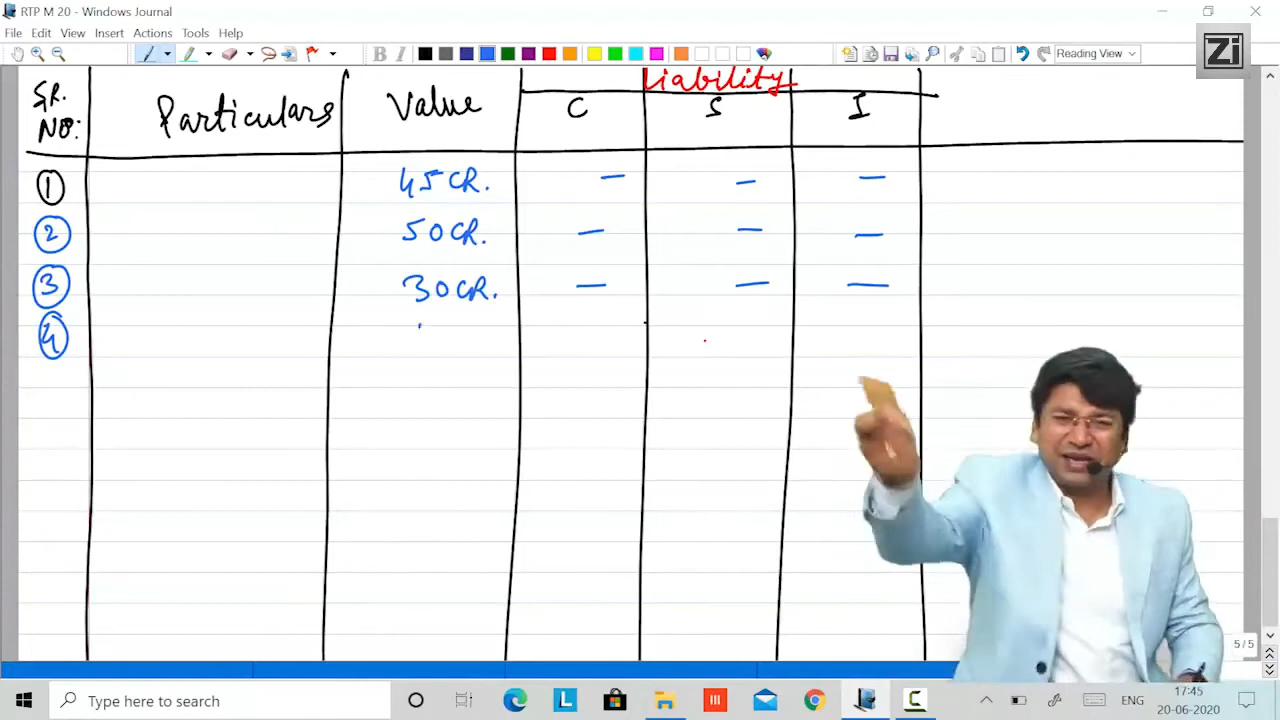 RTP M 20 - Windows Journal
File Edit View Insert Actions Tools Help
B I Reading View
Zi
Liability
SR. NO: Particulars Value C S I
1 45 CR. - - -
2 50 CR. - - -
3 30 CR. - - -
4
5/5
Type here to search
L
ENG
17:45
20-06-2020